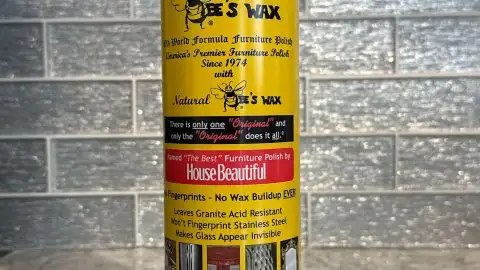 BEE'S WAX
World Formula Furniture Polish
America's Premier Furniture Polish
Since 1974
with
Natural BEE'S WAX
There is only one "Original" and
only the "Original" does it all.®
Named "The Best" Furniture Polish by
House Beautiful
Fingerprints - No Wax Buildup EVER!
Leaves Granite Acid Resistant
Won't Fingerprint Stainless Steel
Makes Glass Appear Invisible